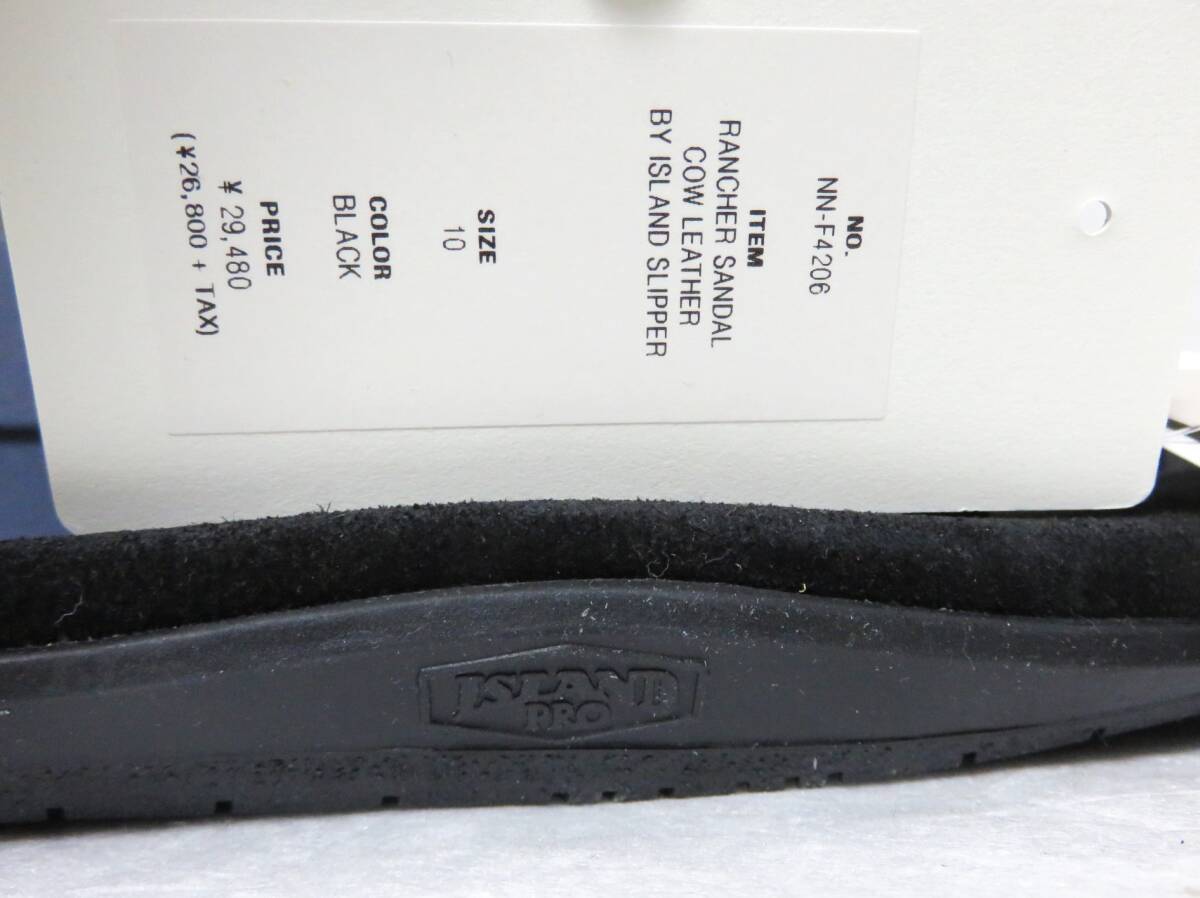 NO.
NN-F4206
ITEM
RANCHER SANDAL
COW LEATHER
BY ISLAND SLIPPER
SIZE
10
COLOR
BLACK
PRICE
¥ 29,480
(¥26,800 + TAX)
ISLAND
PRO